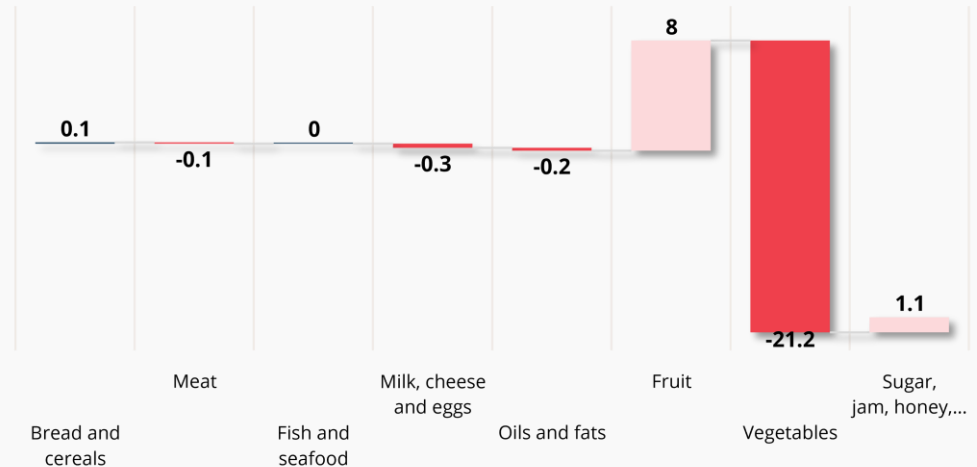 8
0.1
0
-0.1
-0.3
-0.2
1.1
-21.2
Meat
Milk, cheese
and eggs
Fruit
Sugar,
jam, honey,...
Bread and
cereals
Fish and
seafood
Oils and fats
Vegetables